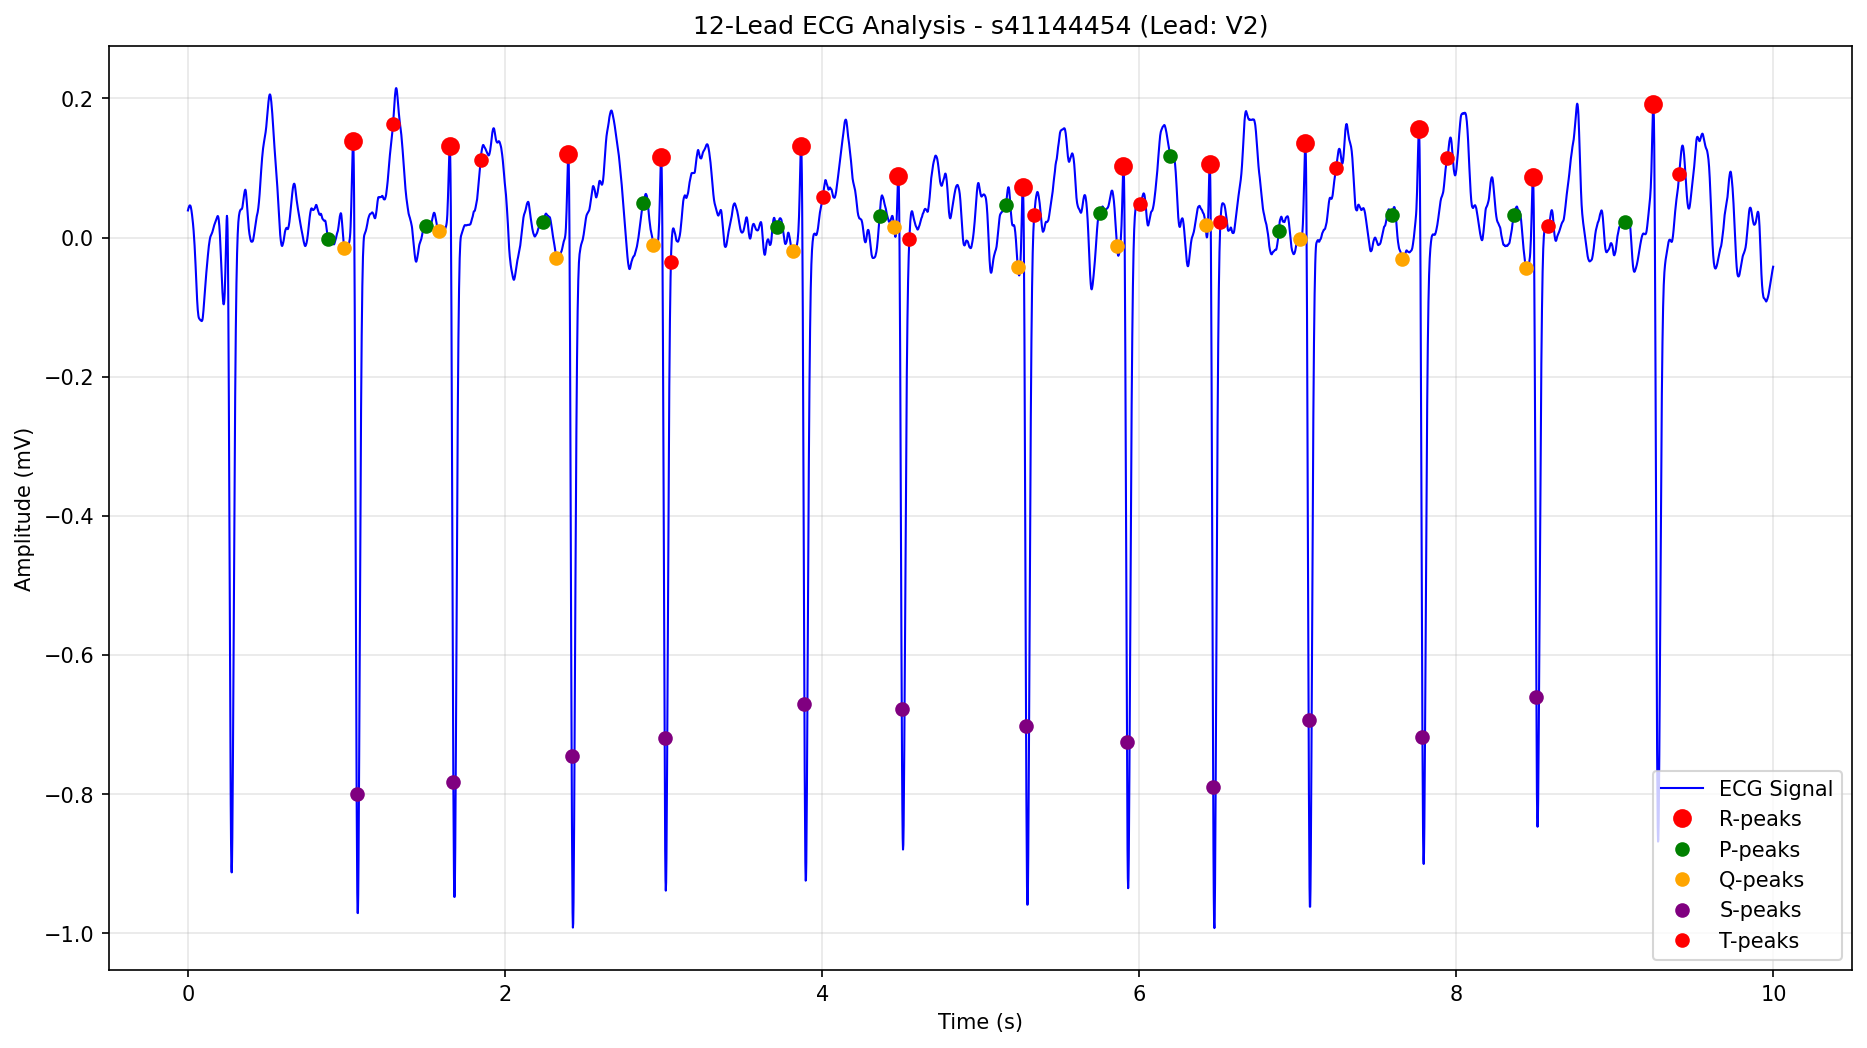 12-Lead ECG Analysis - s41144454 (Lead: V2)
Amplitude (mV)
0.2
0.0
−0.2
−0.4
−0.6
−0.8
−1.0
ECG Signal
R-peaks
P-peaks
Q-peaks
S-peaks
T-peaks
0 2 4 6 8 10
Time (s)